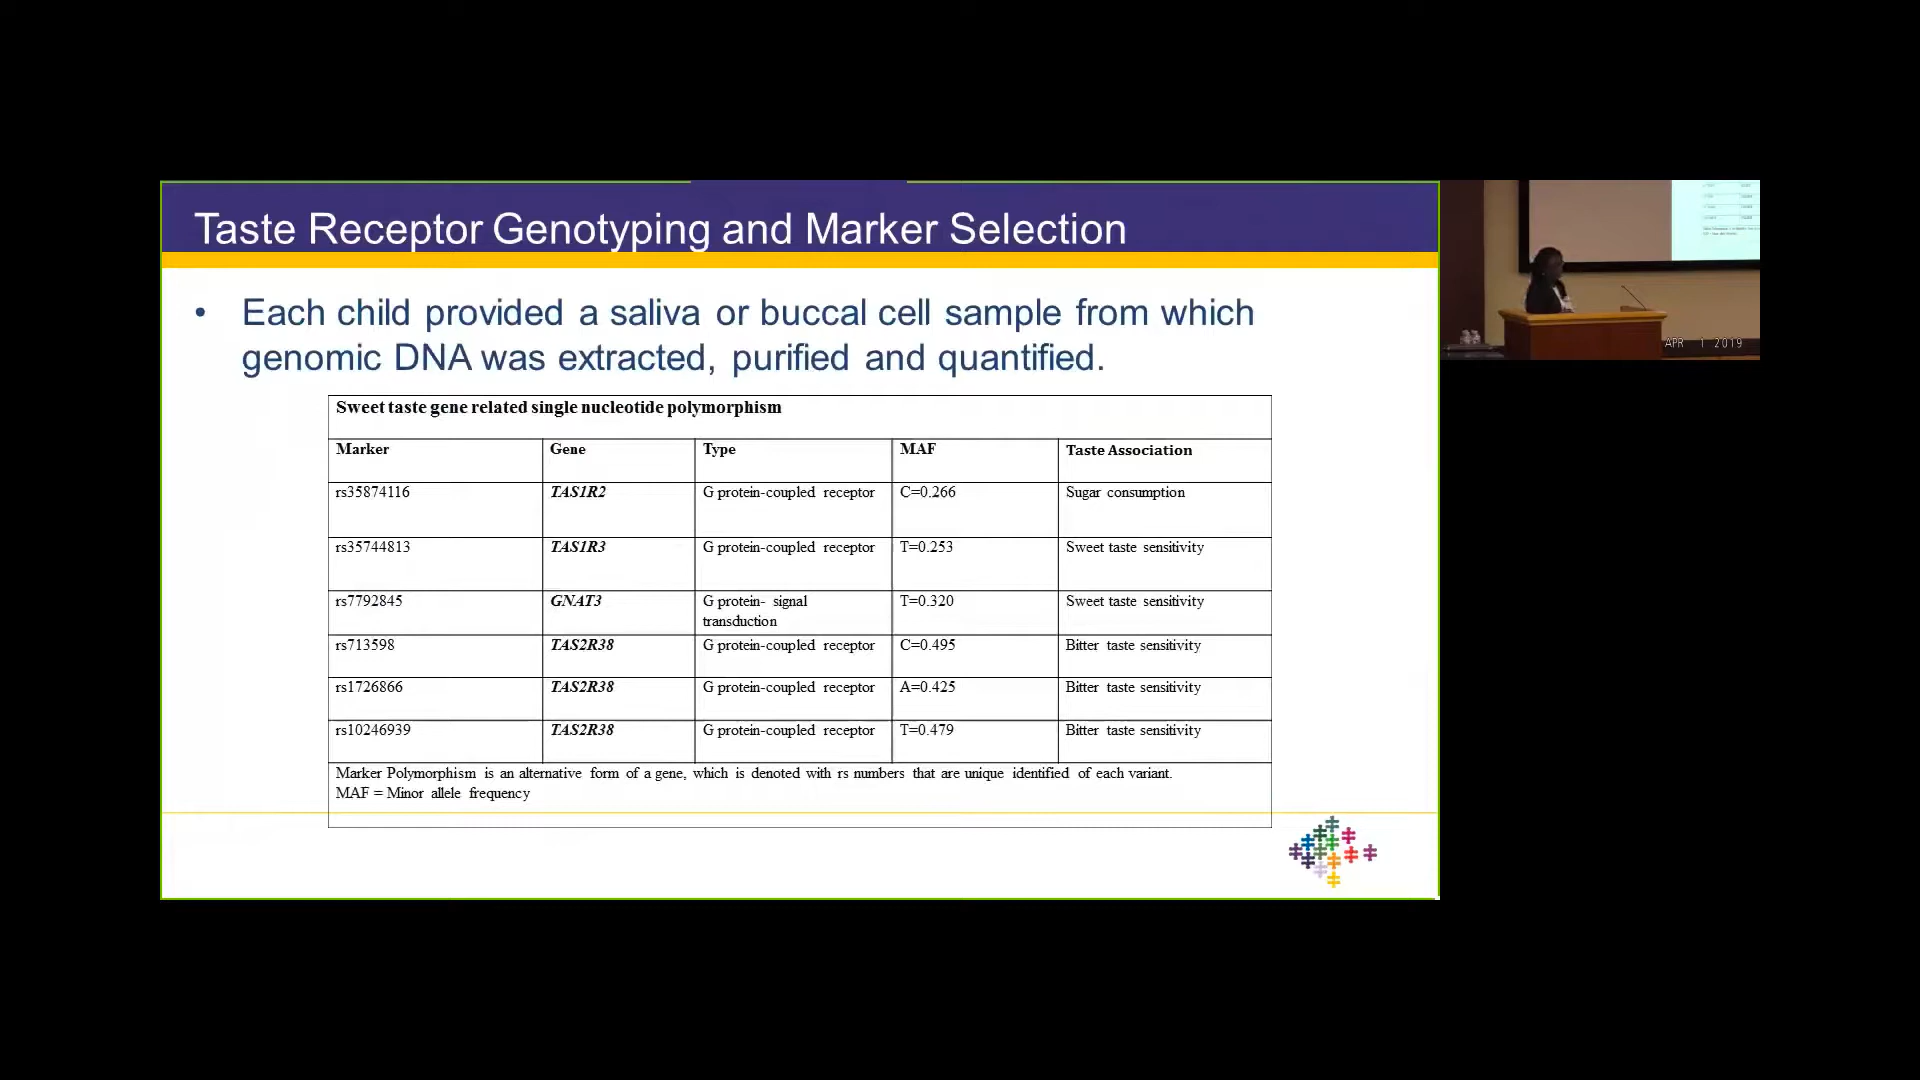 Taste Receptor Genotyping and Marker Selection
• Each child provided a saliva or buccal cell sample from which
genomic DNA was extracted, purified and quantified.
Sweet taste gene related single nucleotide polymorphism
Marker Gene Type MAF Taste Association
rs35874116 TAS1R2 G protein-coupled receptor C=0.266 Sugar consumption
rs35744813 TAS1R3 G protein-coupled receptor T=0.253 Sweet taste sensitivity
rs7792845 GNAT3 G protein- signal T=0.320 Sweet taste sensitivity
transduction
rs713598 TAS2R38 G protein-coupled receptor C=0.495 Bitter taste sensitivity
rs1726866 TAS2R38 G protein-coupled receptor A=0.425 Bitter taste sensitivity
rs10246939 TAS2R38 G protein-coupled receptor T=0.479 Bitter taste sensitivity
Marker Polymorphism is an alternative form of a gene, which is denoted with rs numbers that are unique identified of each variant.
MAF = Minor allele frequency
APR 1 2019